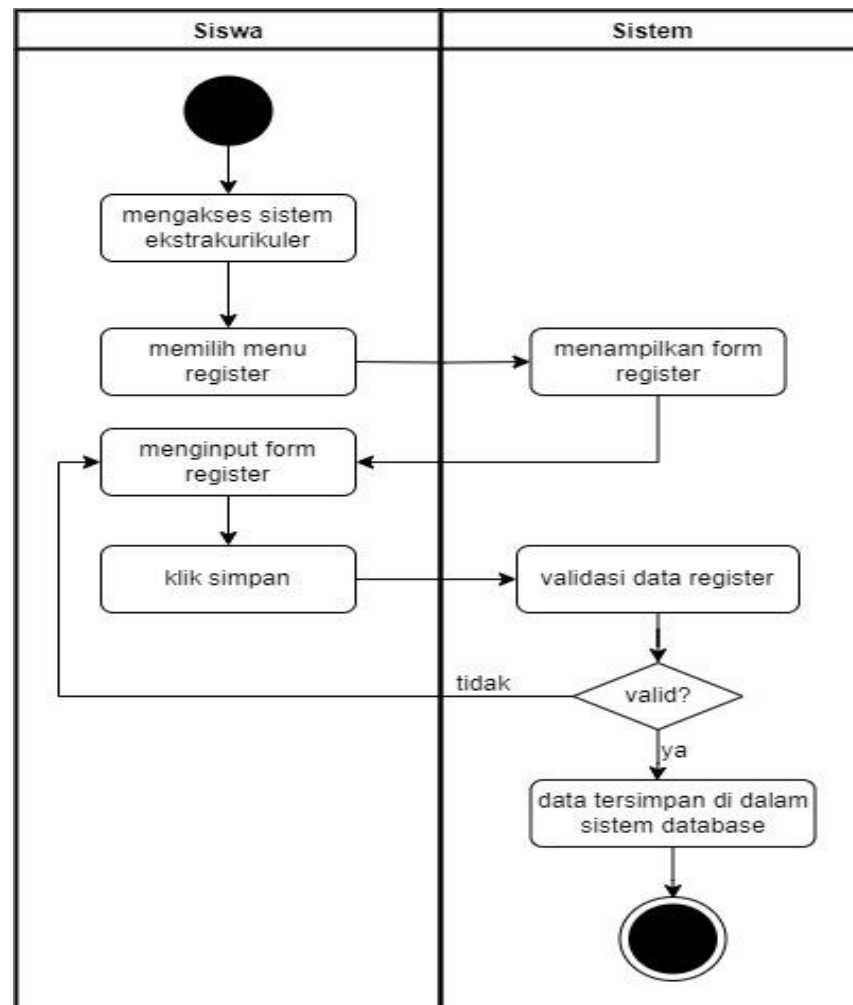 Siswa
Sistem
mengakses sistem
ekstrakurikuler
memilih menu
register
menampilkan form
register
menginput form
register
klik simpan
validasi data register
tidak
valid?
ya
data tersimpan di dalam
sistem database